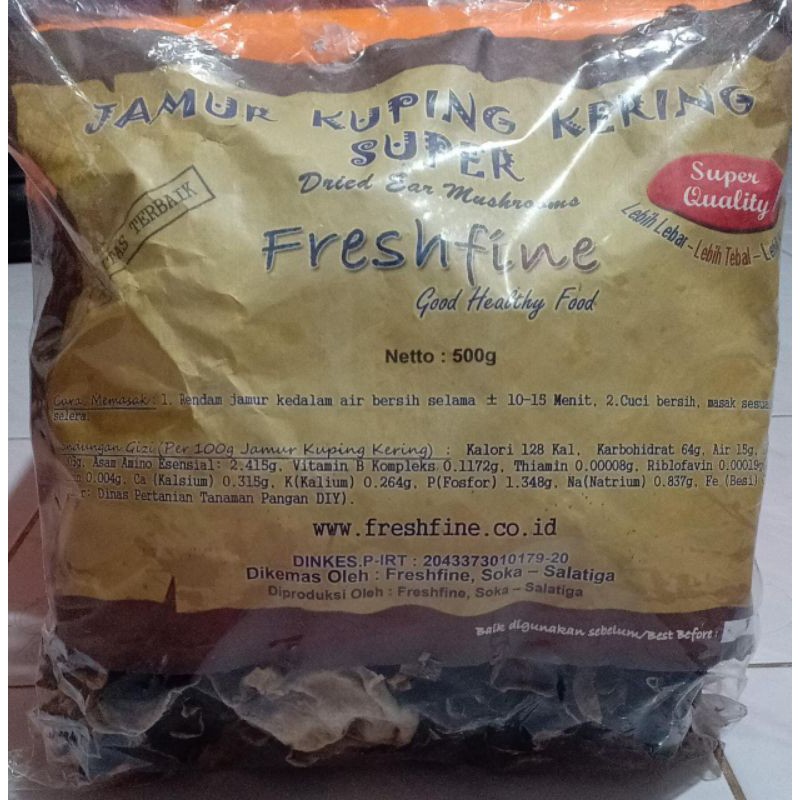 JAMUR KUPING KERING
SUPER
Dried Ear Mushrooms
TERBAIK
Super
Quality
Lebih Lebar - Lebih Tebal -
Freshfine
Good Healthy Food
Netto : 500g
Cara Memasak : 1. Rendam jamur kedalam air bersih selama ± 10-15 Menit, 2.Cuci bersih, masak
selera.
Gizi (Per 100g Jamur Kuping Kering) : Kalori 128 Kal, Karbohidrat 64g, Air 15g,
Asam Amino Esensial: 2.415g, Vitamin B Kompleks 0.1172g, Thiamin 0.00008g, Riblofavin 0.00019g
0.004g, Ca (Kalsium) 0.315g, K(Kalium) 0.264g, P(Fosfor) 1.348g, Na(Natrium) 0.837g, Fe (Besi)
Dinas Pertanian Tanaman Pangan DIY).
www.freshfine.co.id
DINKES.P-IRT : 2043373010179-20
Dikemas Oleh : Freshfine, Soka – Salatiga
Diproduksi Oleh : Freshfine, Soka – Salatiga
Baik digunakan sebelum/Best Before :